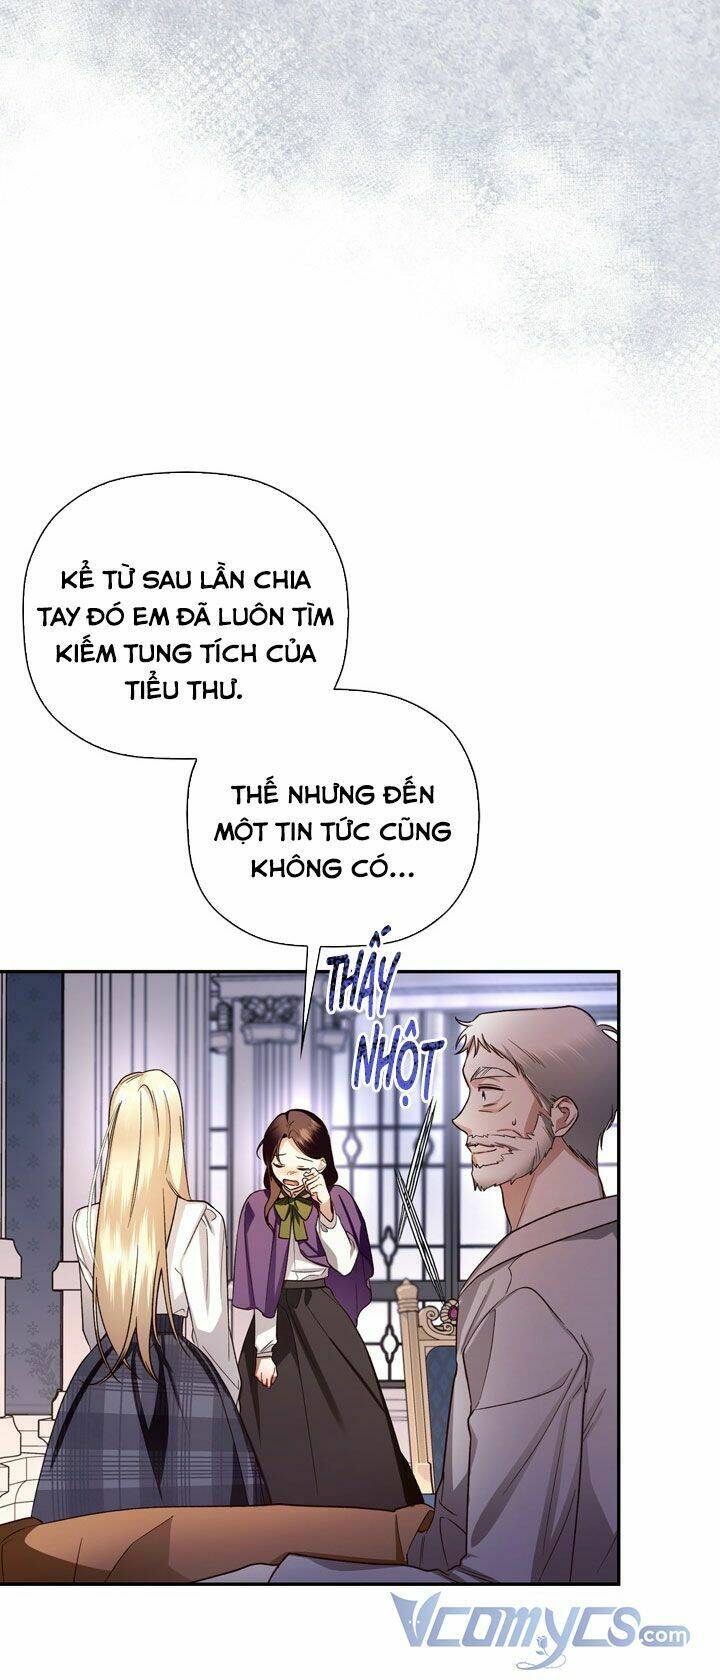 KỂ TỪ SAU LẦN CHIA
TAY ĐÓ EM ĐÃ LUÔN TÌM
KIẾM TUNG TÍCH CỦA
TIỂU THƯ.
THẾ NHƯNG ĐẾN
MỘT TIN TỨC CŨNG
KHÔNG CÓ...
THẤY
NHỘT
VCOMYCS.com